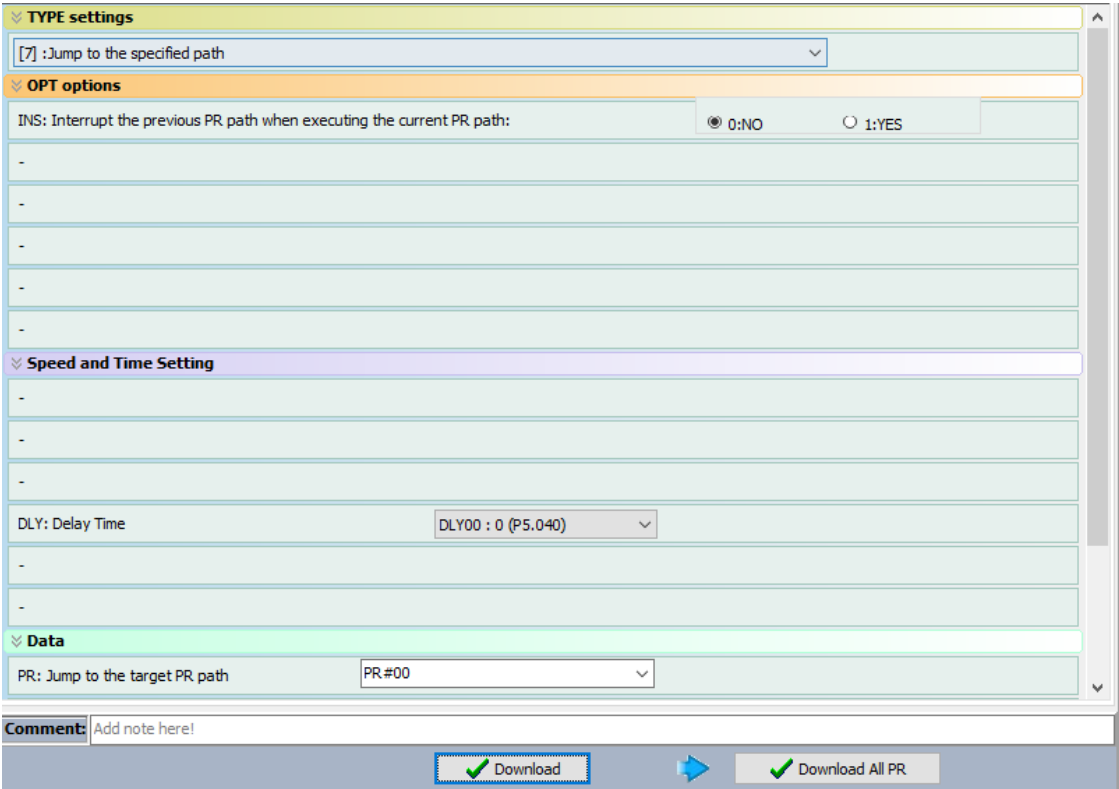 TYPE settings
[7] :Jump to the specified path
OPT options
INS: Interrupt the previous PR path when executing the current PR path: 0:NO 1:YES
-
-
-
-
-
Speed and Time Setting
-
-
-
DLY: Delay Time DLY00 : 0 (P5.040)
-
-
Data
PR: Jump to the target PR path PR#00
Comment: Add note here!
Download Download All PR